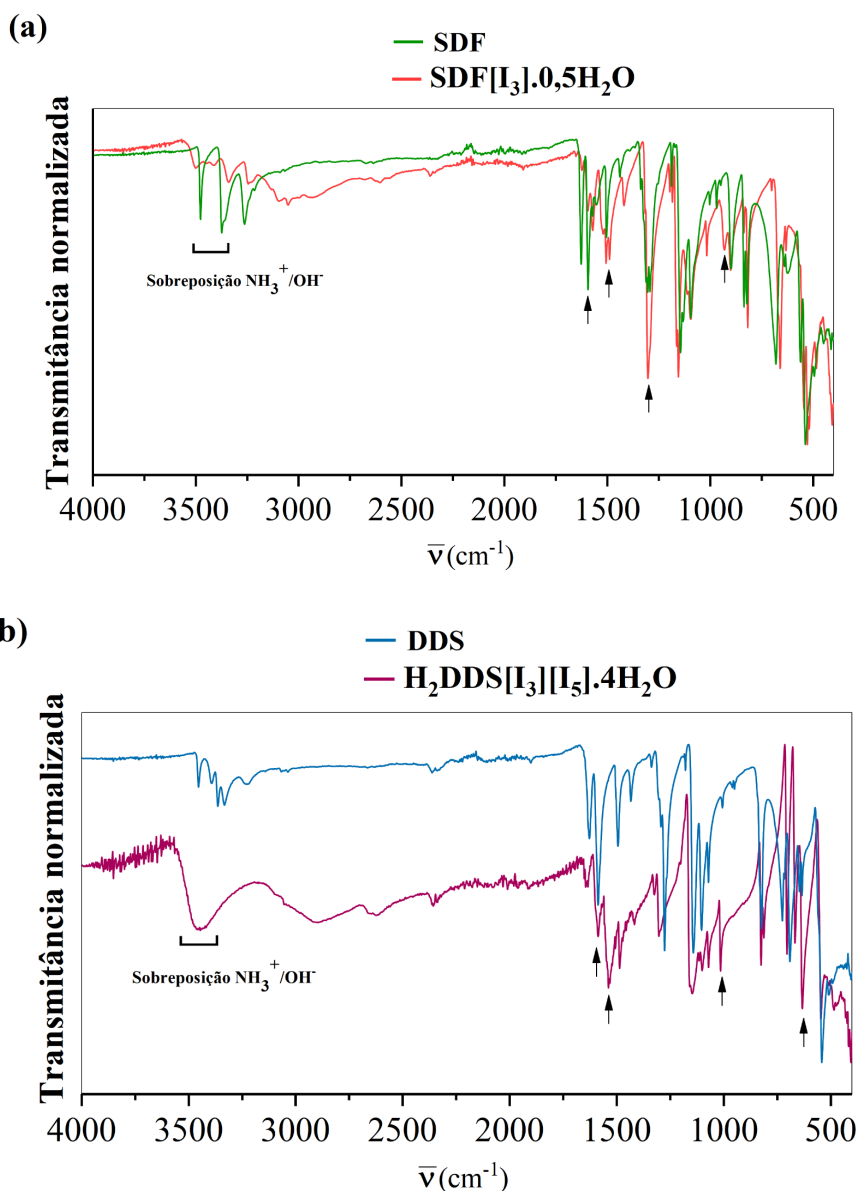 (a)
SDF
SDF[I₃].0,5H₂O
Transmitância normalizada
Sobreposição NH₃⁺/OH⁻
4000 3500 3000 2500 2000 1500 1000 500
ν̅ (cm⁻¹)
b)
DDS
H₂DDS[I₃][I₅].4H₂O
Transmitância normalizada
Sobreposição NH₃⁺/OH⁻
4000 3500 3000 2500 2000 1500 1000 500
ν̅ (cm⁻¹)